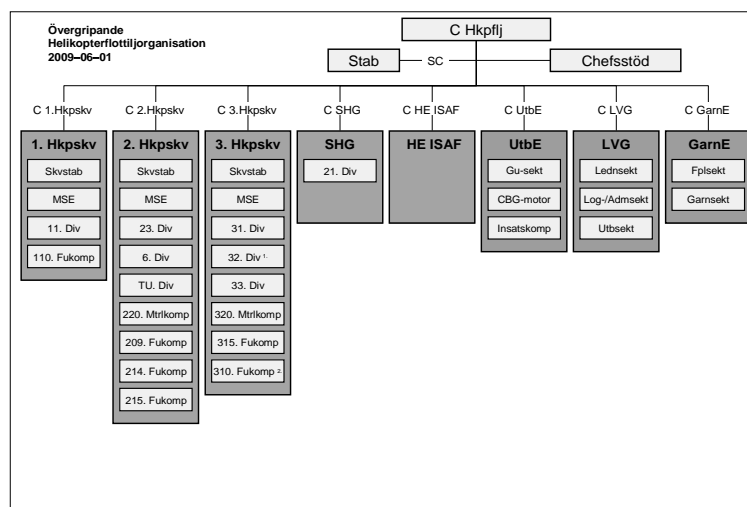 Övergripande
Helikopterflottiljorganisation
2009–06–01
C Hkpflj
Stab
SC
Chefsstöd
C 1.Hkpskv
C 2.Hkpskv
C 3.Hkpskv
C SHG
C HE ISAF
C UtbE
C LVG
C GarnE
1. Hkpskv
Skvstab
MSE
11. Div
110. Fukomp
2. Hkpskv
Skvstab
MSE
23. Div
6. Div
TU. Div
220. Mtrlkomp
209. Fukomp
214. Fukomp
215. Fukomp
3. Hkpskv
Skvstab
MSE
31. Div
32. Div 1.
33. Div
320. Mtrlkomp
315. Fukomp
310. Fukomp 2.
SHG
21. Div
HE ISAF
UtbE
Gu-sekt
CBG-motor
Insatskomp
LVG
Lednsekt
Log-/Admsekt
Utbsekt
GarnE
Fplsekt
Garnsekt